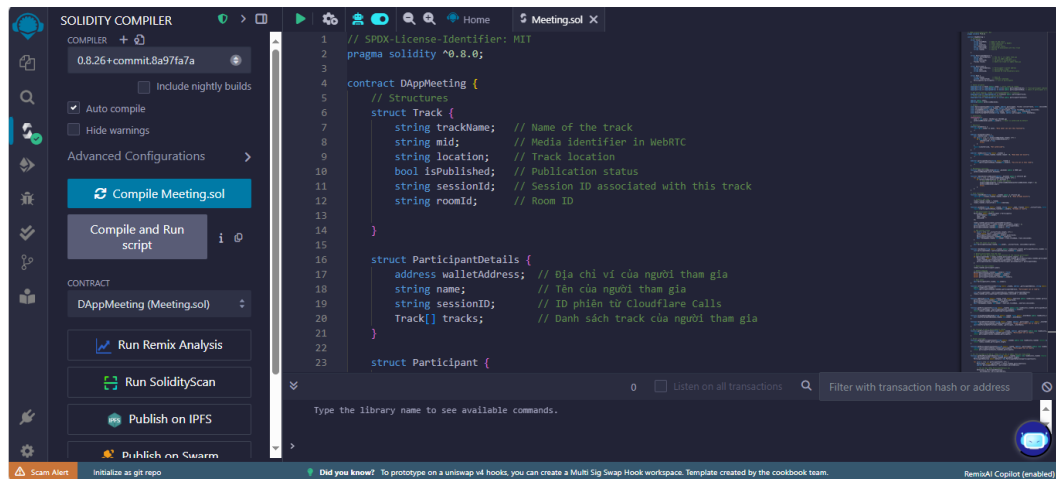 SOLIDITY COMPILER
COMPILER
0.8.26+commit.8a97fa7a
Include nightly builds
Auto compile
Hide warnings
Advanced Configurations
Compile Meeting.sol
Compile and Run
script
i
CONTRACT
DAppMeeting (Meeting.sol)
Run Remix Analysis
Run SolidityScan
IPFS
Publish on IPFS
Publish on Swarm
Home
Meeting.sol
1 // SPDX-License-Identifier: MIT
2 pragma solidity ^0.8.0;
3
4 contract DAppMeeting {
5 // Structures
6 struct Track {
7 string trackName; // Name of the track
8 string mid; // Media identifier in WebRTC
9 string location; // Track location
10 bool isPublished; // Publication status
11 string sessionId; // Session ID associated with this track
12 string roomId; // Room ID
13
14 }
15
16 struct ParticipantDetails {
17 address walletAddress; // Địa chỉ ví của người tham gia
18 string name; // Tên của người tham gia
19 string sessionID; // ID phiên từ Cloudflare Calls
20 Track[] tracks; // Danh sách track của người tham gia
21 }
22
23 struct Participant {
0
Listen on all transactions
Filter with transaction hash or address
Type the library name to see available commands.
>
Scam Alert
Initialize as git repo
Did you know? To prototype on a uniswap v4 hooks, you can create a Multi Sig Swap Hook workspace. Template created by the cookbook team.
RemixAI Copilot (enabled)